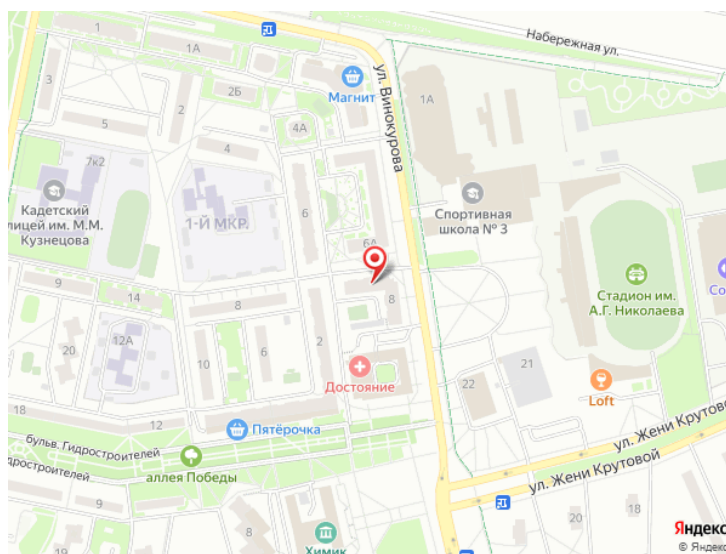 Набережная ул.
1А
3
2Б
Магнит
ул. Винокурова
1А
5
2
4А
7к2
4
Кадетский
лицей им. М.М.
Кузнецова
1-Й МКР.
6
Спортивная
школа № 3
6А
9
14
8
Стадион им.
А.Г. Николаева
Со
12А
20
10
6
2
Достояние
21
22
Loft
18
12
Пятёрочка
бульв. Гидростроителей
дростроителей
аллея Победы
ул. Жени Крутовой
ул. Жени Крутовой
1
8
Химик
20
18
Яндекс
© Яндекс